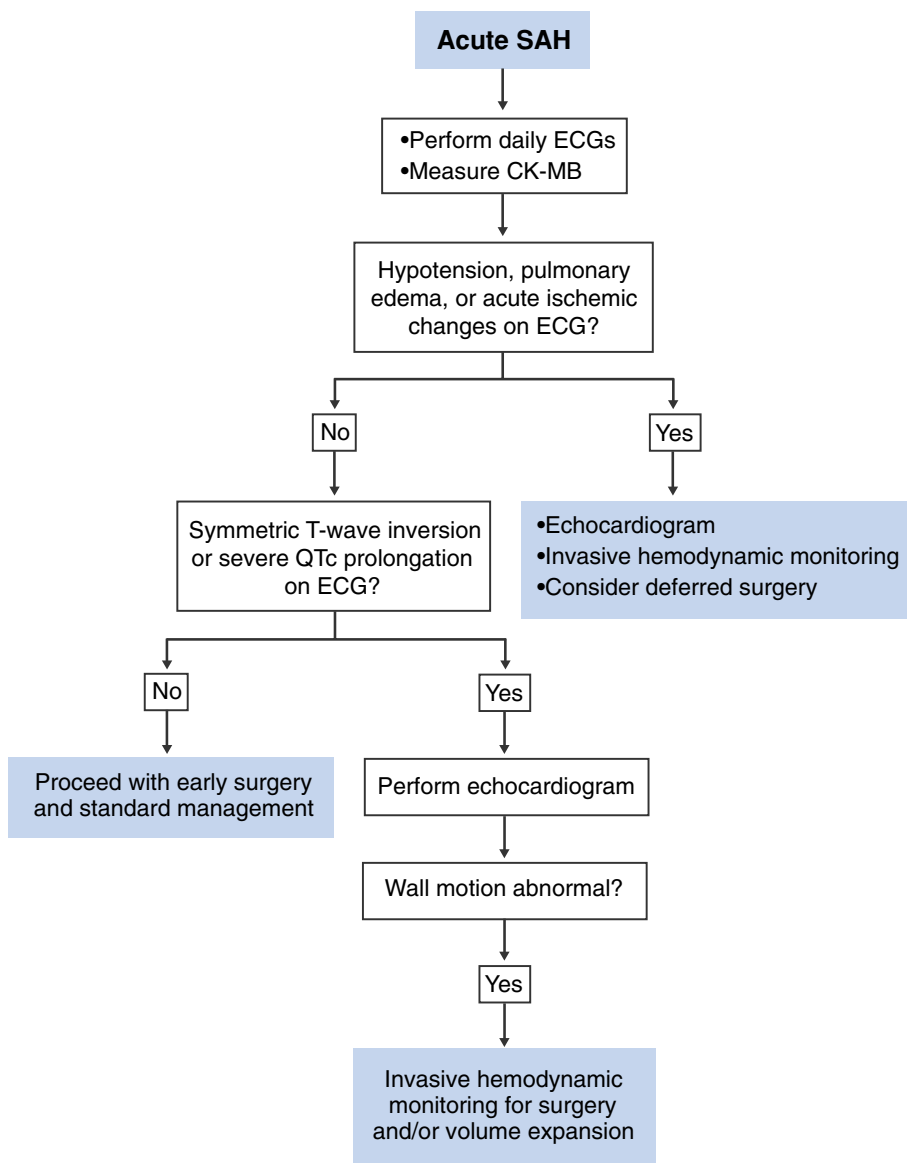 Acute SAH
•Perform daily ECGs
•Measure CK-MB
Hypotension, pulmonary
edema, or acute ischemic
changes on ECG?
No
Yes
Symmetric T-wave inversion
or severe QTc prolongation
on ECG?
•Echocardiogram
•Invasive hemodynamic monitoring
•Consider deferred surgery
No
Yes
Proceed with early surgery
and standard management
Perform echocardiogram
Wall motion abnormal?
Yes
Invasive hemodynamic
monitoring for surgery
and/or volume expansion